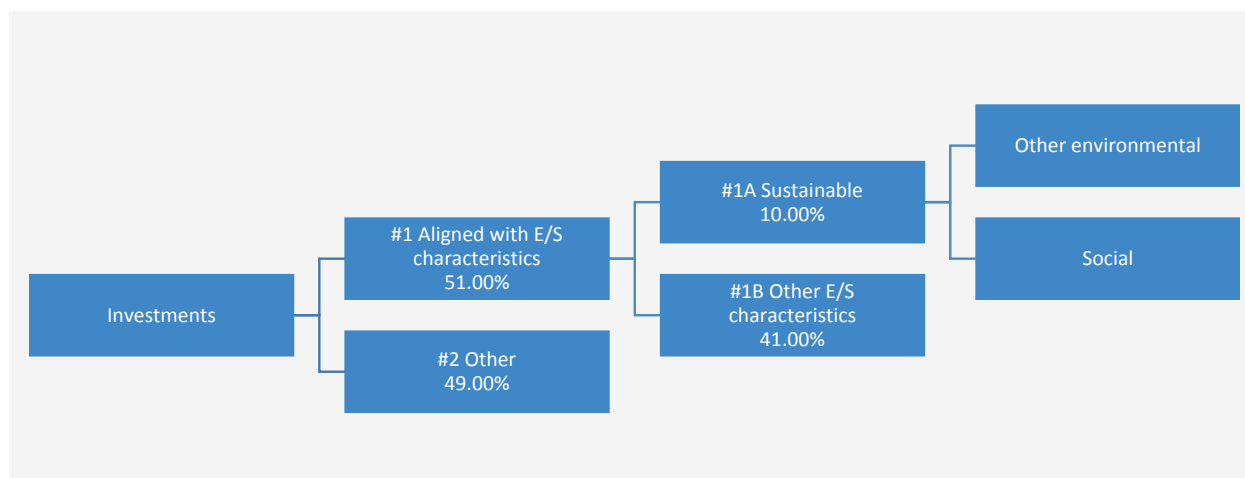 Investments
#1 Aligned with E/S
characteristics
51.00%
#2 Other
49.00%
#1A Sustainable
10.00%
#1B Other E/S
characteristics
41.00%
Other environmental
Social